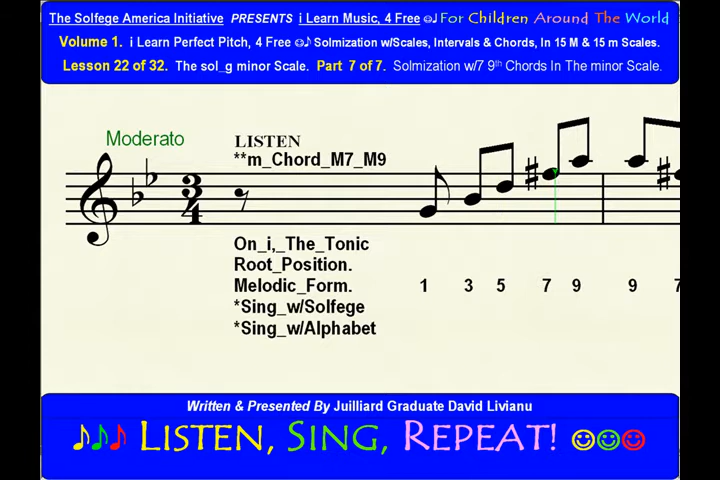 The Solfege America Initiative PRESENTS i Learn Music, 4 Free ☺♪ For Children Around The World
Volume 1. i Learn Perfect Pitch, 4 Free ☺♪ Solmization w/Scales, Intervals & Chords, In 15 M & 15 m Scales.
Lesson 22 of 32. The sol_g minor Scale. Part 7 of 7. Solmization w/7 9th Chords In The minor Scale.
Moderato
LISTEN
**m_Chord_M7_M9
3
4
On_i,_The_Tonic
Root_Position.
Melodic_Form. 1 3 5 7 9 9 7
*Sing_w/Solfege
*Sing_w/Alphabet
Written & Presented By Juilliard Graduate David Livianu
♪♪♪ LISTEN, SING, REPEAT! ☺☺☺